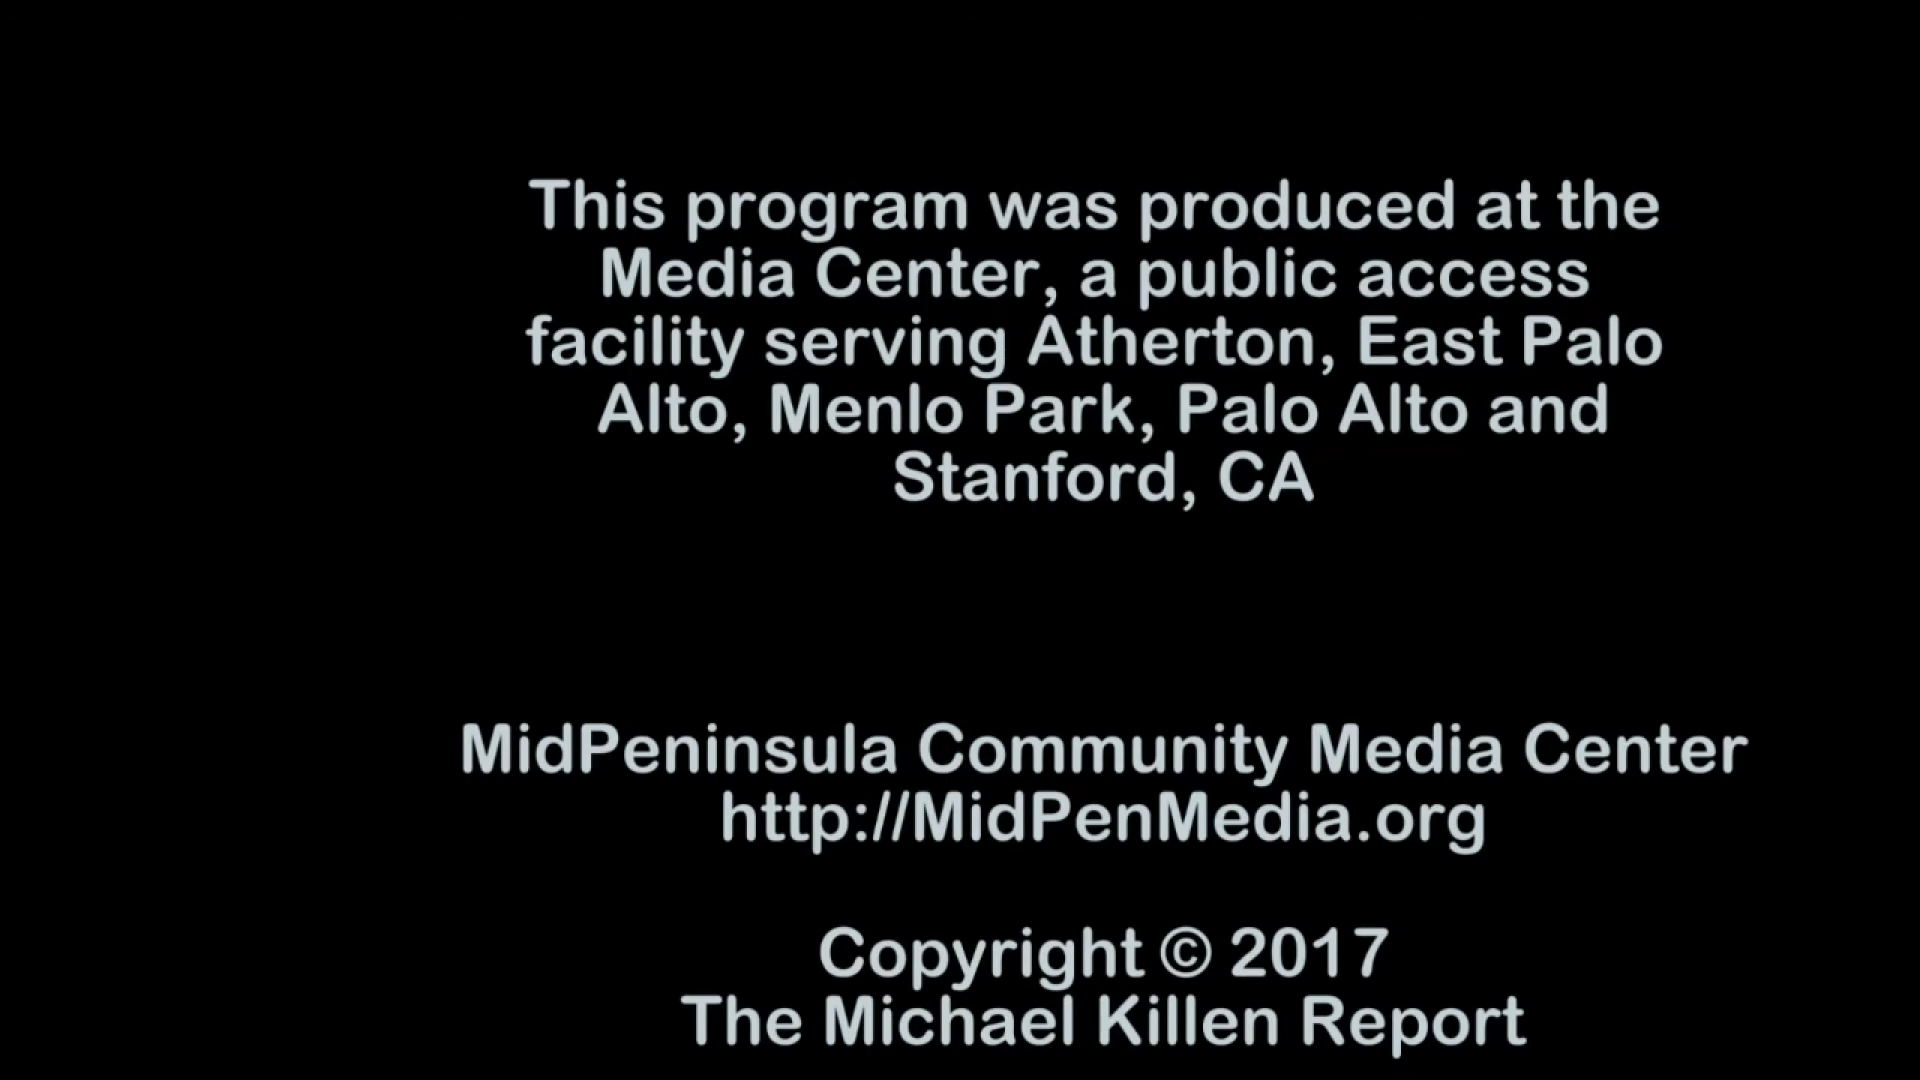 This program was produced at the
Media Center, a public access
facility serving Atherton, East Palo
Alto, Menlo Park, Palo Alto and
Stanford, CA
MidPeninsula Community Media Center
http://MidPenMedia.org
Copyright © 2017
The Michael Killen Report